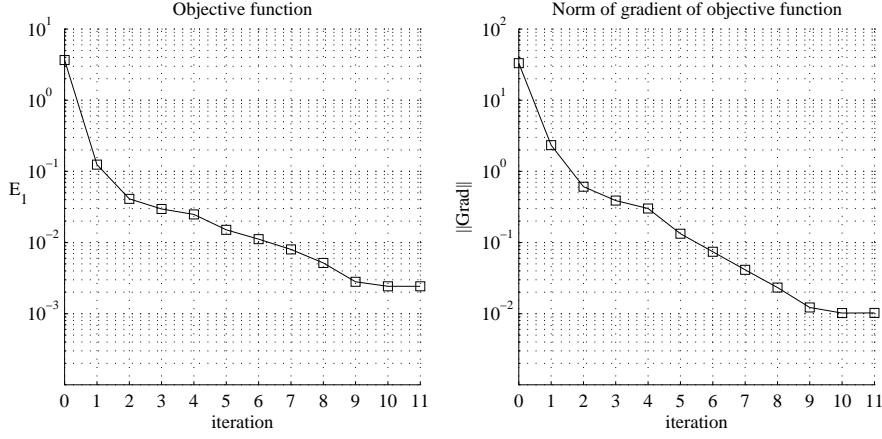 Objective function
10^1
10^0
10^−1
10^−2
10^−3
E_1
0 1 2 3 4 5 6 7 8 9 10 11
iteration
Norm of gradient of objective function
10^2
10^1
10^0
10^−1
10^−2
||Grad||
0 1 2 3 4 5 6 7 8 9 10 11
iteration